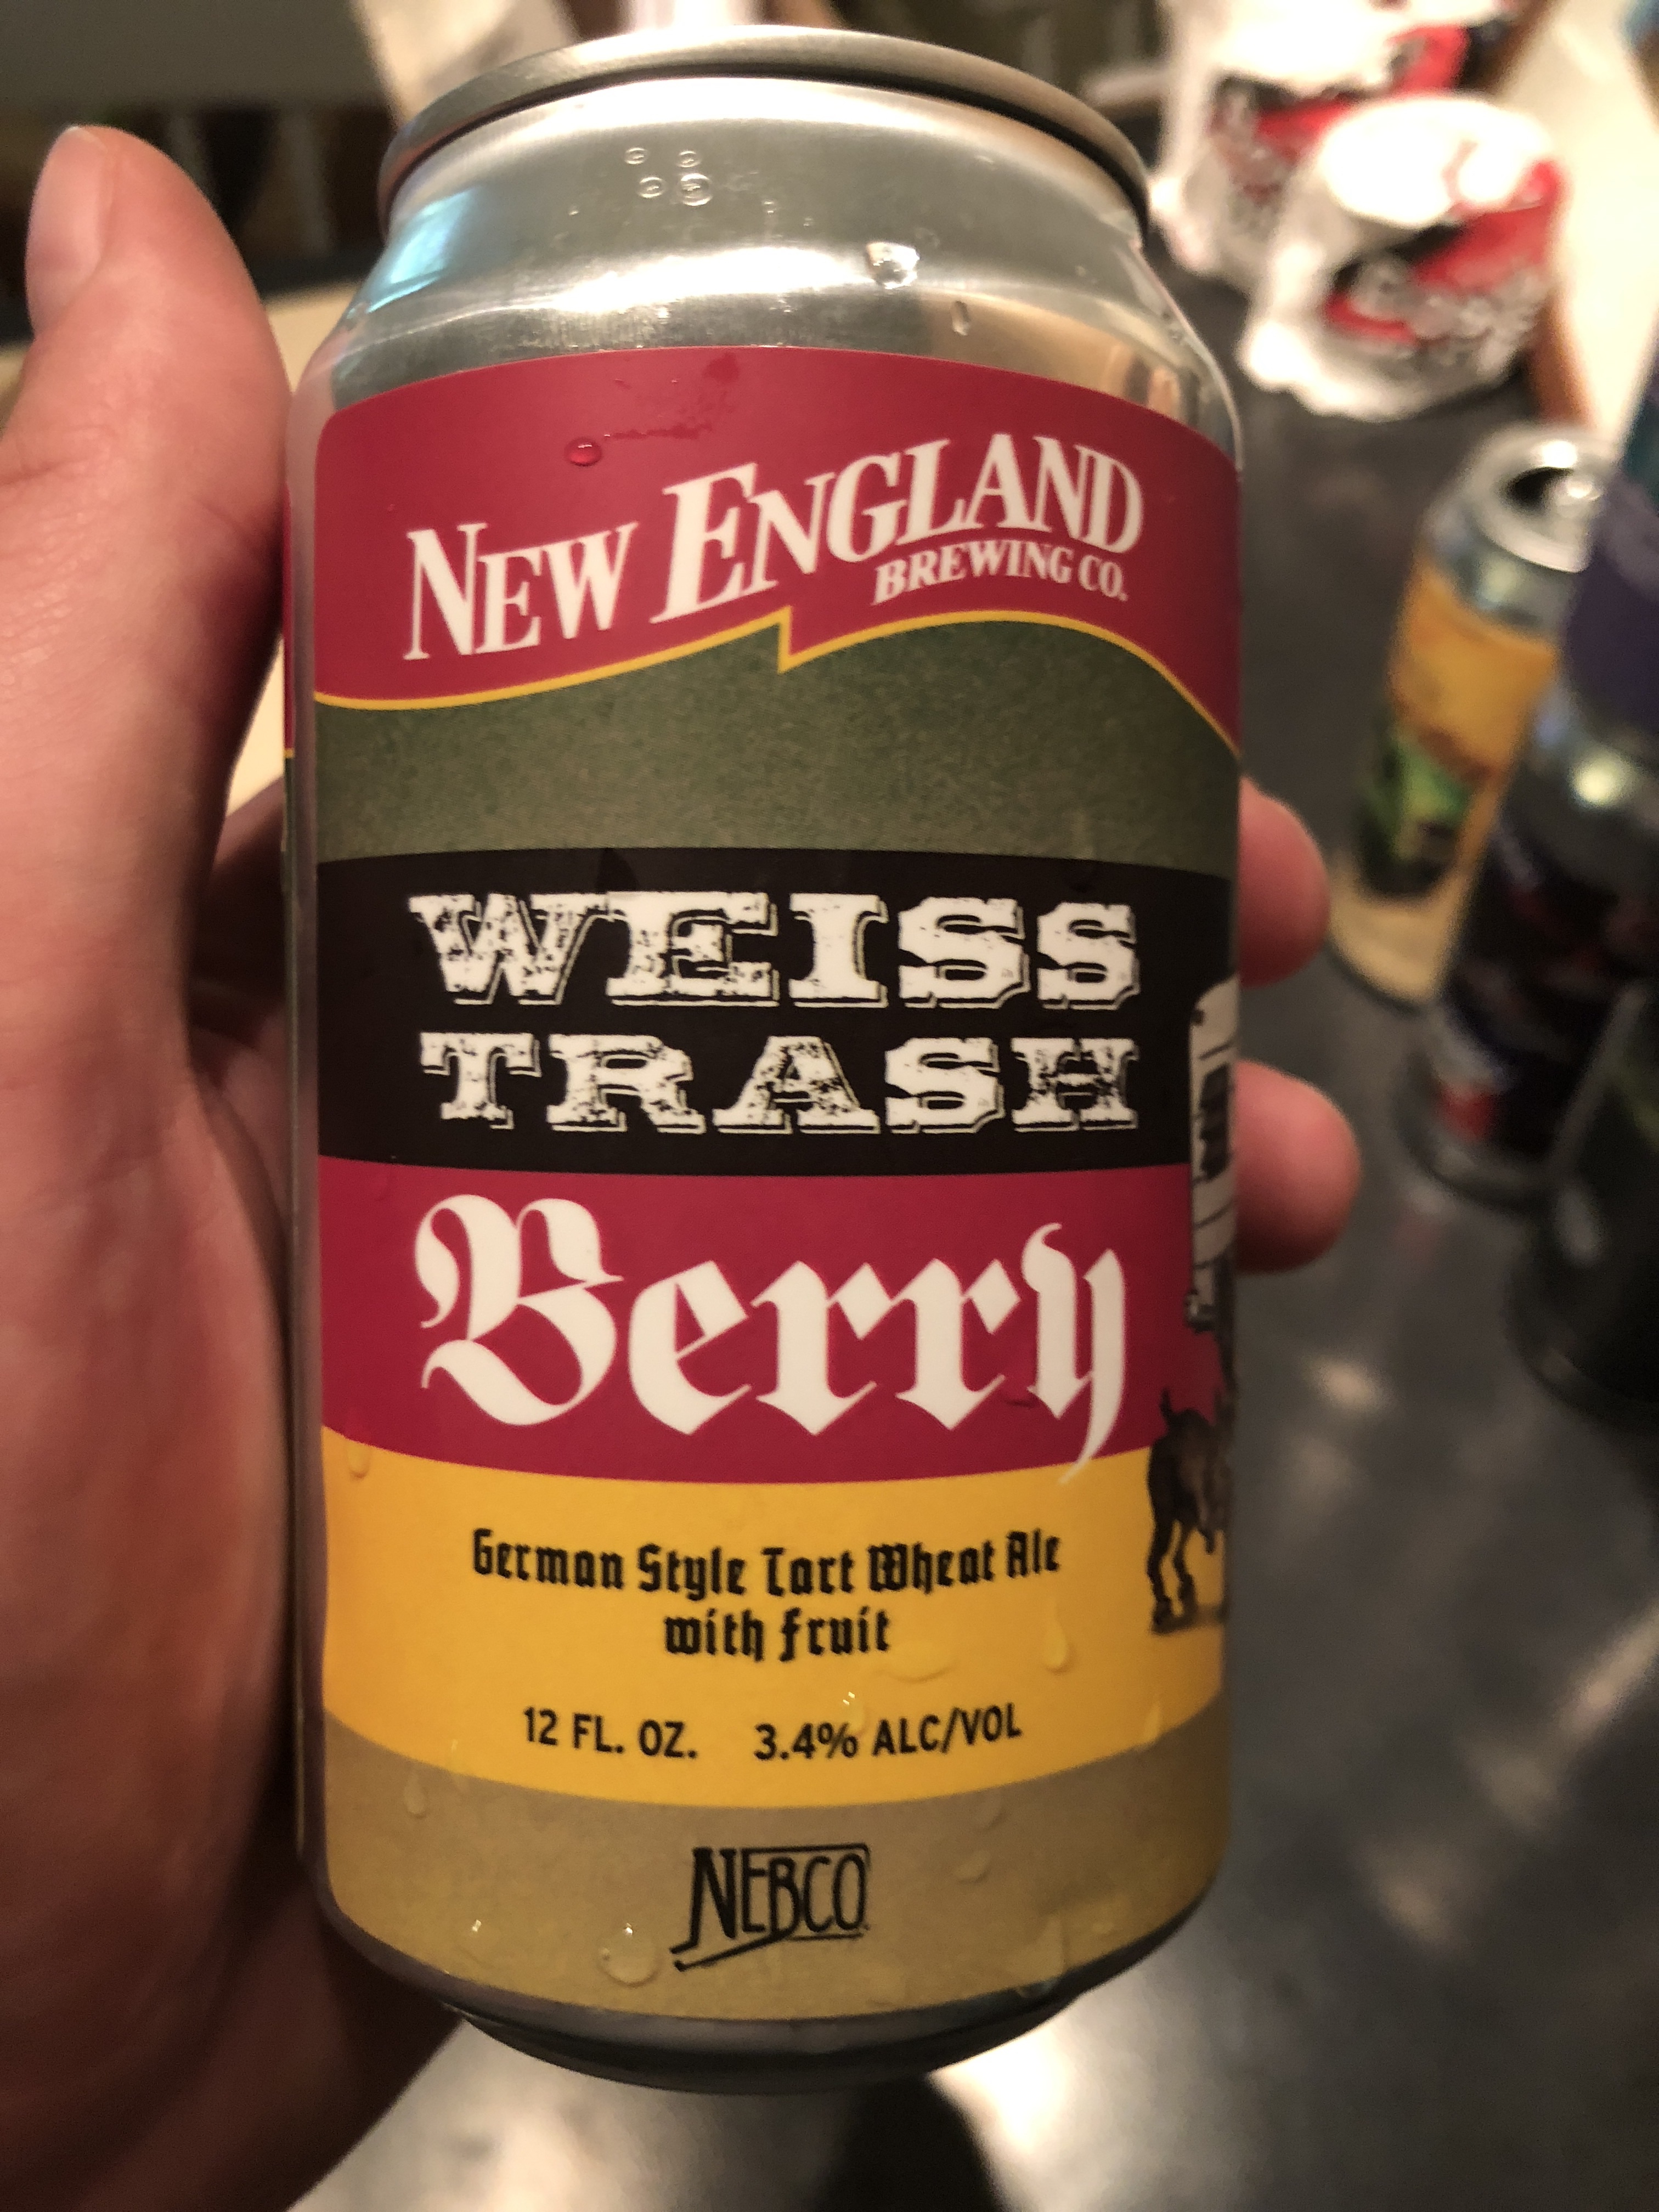 NEW ENGLAND
BREWING CO.
WEISS
TRASH
Berry
German Style Tart Wheat Ale
with fruit
12 FL. OZ. 3.4% ALC/VOL
NEBCO